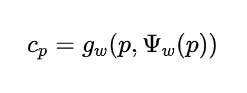 c_p = g_w(p, Ψ_w(p))